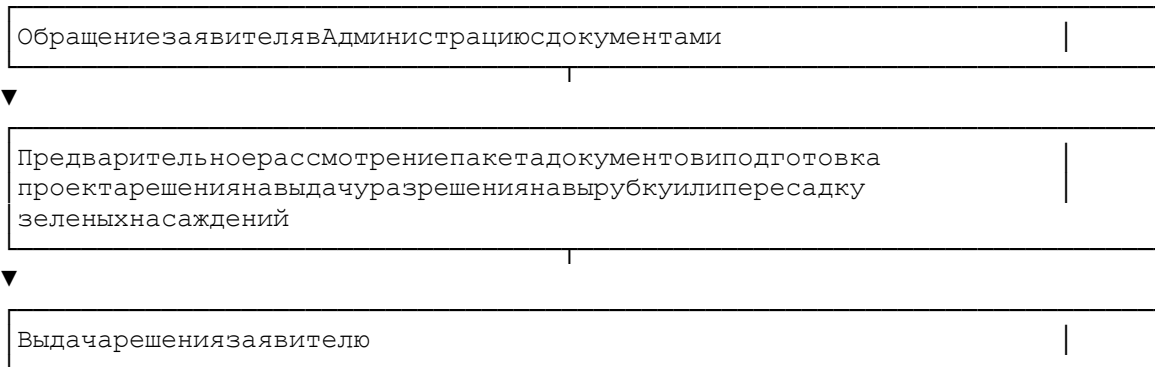 ОбращениезаявителявАдминистрациюсдокументами
Предварительноерассмотрениепакетадокументовиподготовка
проектарешениянавыдачуразрешениянавырубкуилипересадку
зеленыхнасаждений
Выдачарешениязаявителю